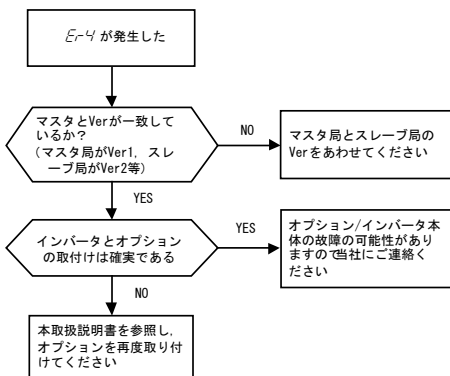 Er-4 が発生した
マスタとVerが一致して
いるか？
（マスタ局がVer1，スレ
ーブ局がVer2等）
NO
マスタ局とスレーブ局の
Verをあわせてください
YES
インバータとオプション
の取付けは確実である
YES
オプション/インバータ本
体の故障の可能性があり
ますので当社にご連絡く
ださい
NO
本取扱説明書を参照し，
オプションを再度取り付
けてください